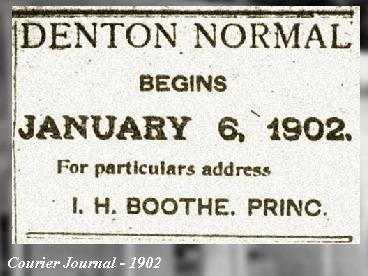 DENTON NORMAL
BEGINS
JANUARY 6, 1902.
For particulars address
I. H. BOOTHE. PRINC.
Courier Journal - 1902